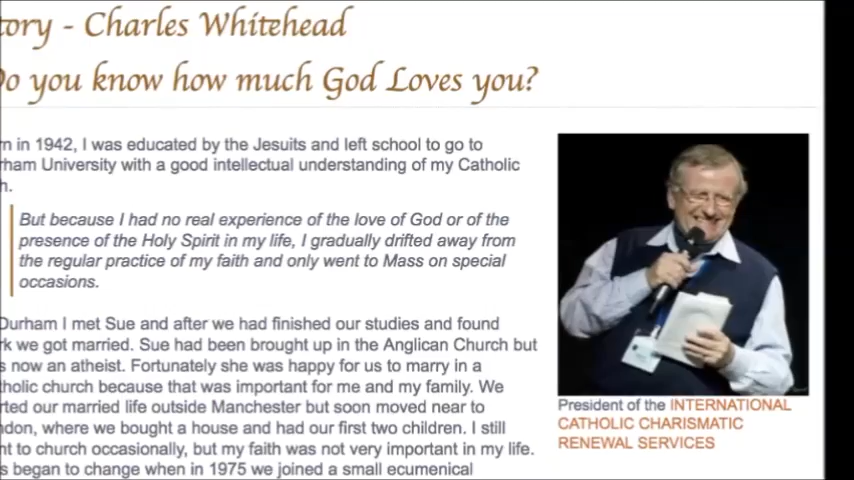 tory - Charles Whitehead
Do you know how much God Loves you?
n in 1942, I was educated by the Jesuits and left school to go to
rham University with a good intellectual understanding of my Catholic
h.
But because I had no real experience of the love of God or of the
presence of the Holy Spirit in my life, I gradually drifted away from
the regular practice of my faith and only went to Mass on special
occasions.
Durham I met Sue and after we had finished our studies and found
rk we got married. Sue had been brought up in the Anglican Church but
s now an atheist. Fortunately she was happy for us to marry in a
tholic church because that was important for me and my family. We
rted our married life outside Manchester but soon moved near to
ndon, where we bought a house and had our first two children. I still
nt to church occasionally, but my faith was not very important in my life.
s began to change when in 1975 we joined a small ecumenical
President of the INTERNATIONAL
CATHOLIC CHARISMATIC
RENEWAL SERVICES